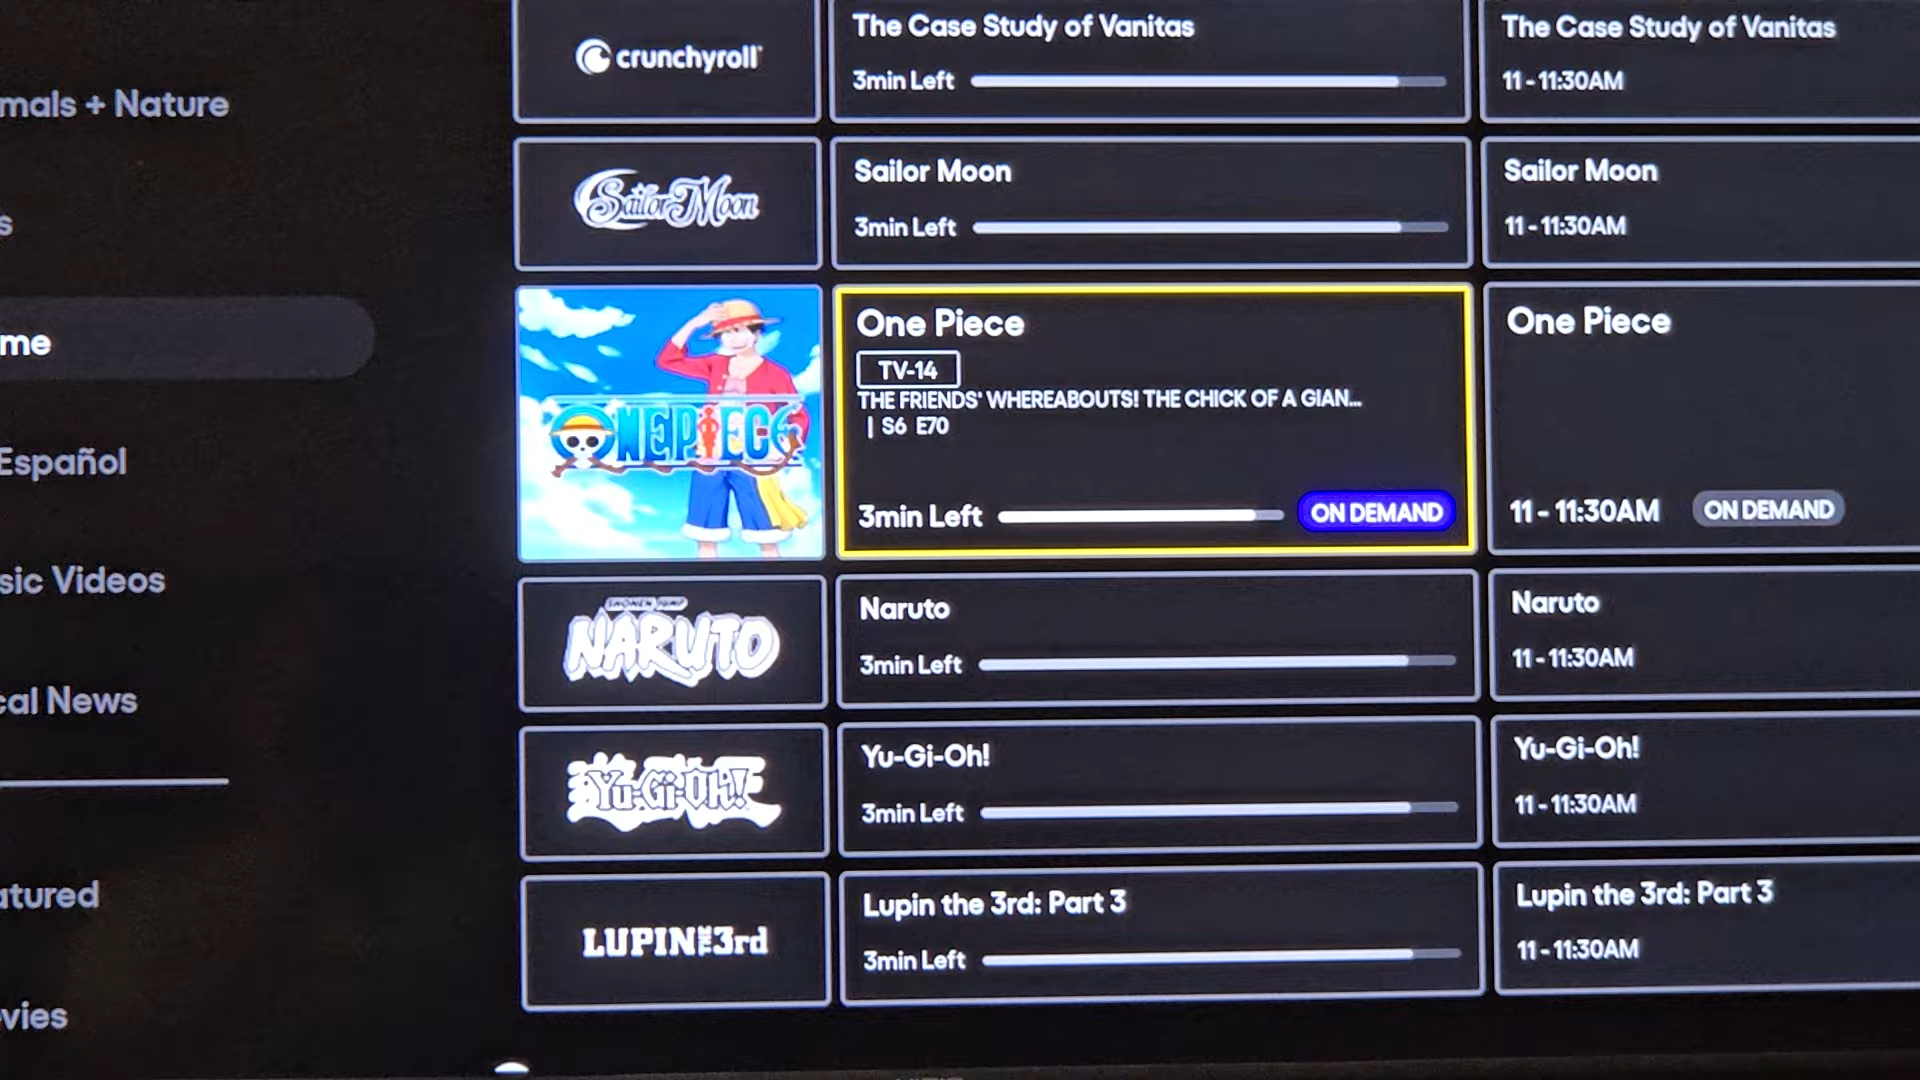 crunchyroll
The Case Study of Vanitas
3min Left
The Case Study of Vanitas
11 - 11:30AM
mals + Nature
Sailor Moon
Sailor Moon
3min Left
Sailor Moon
11 - 11:30AM
s
me
ONE PIECE
One Piece
TV-14
THE FRIENDS' WHEREABOUTS! THE CHICK OF A GIAN...
| S6 E70
3min Left
ON DEMAND
One Piece
11 - 11:30AM
ON DEMAND
Español
sic Videos
SHONEN JUMP
NARUTO
Naruto
3min Left
Naruto
11 - 11:30AM
cal News
Yu-Gi-Oh!
Yu-Gi-Oh!
3min Left
Yu-Gi-Oh!
11 - 11:30AM
atured
LUPIN THE 3rd
Lupin the 3rd: Part 3
3min Left
Lupin the 3rd: Part 3
11 - 11:30AM
vies